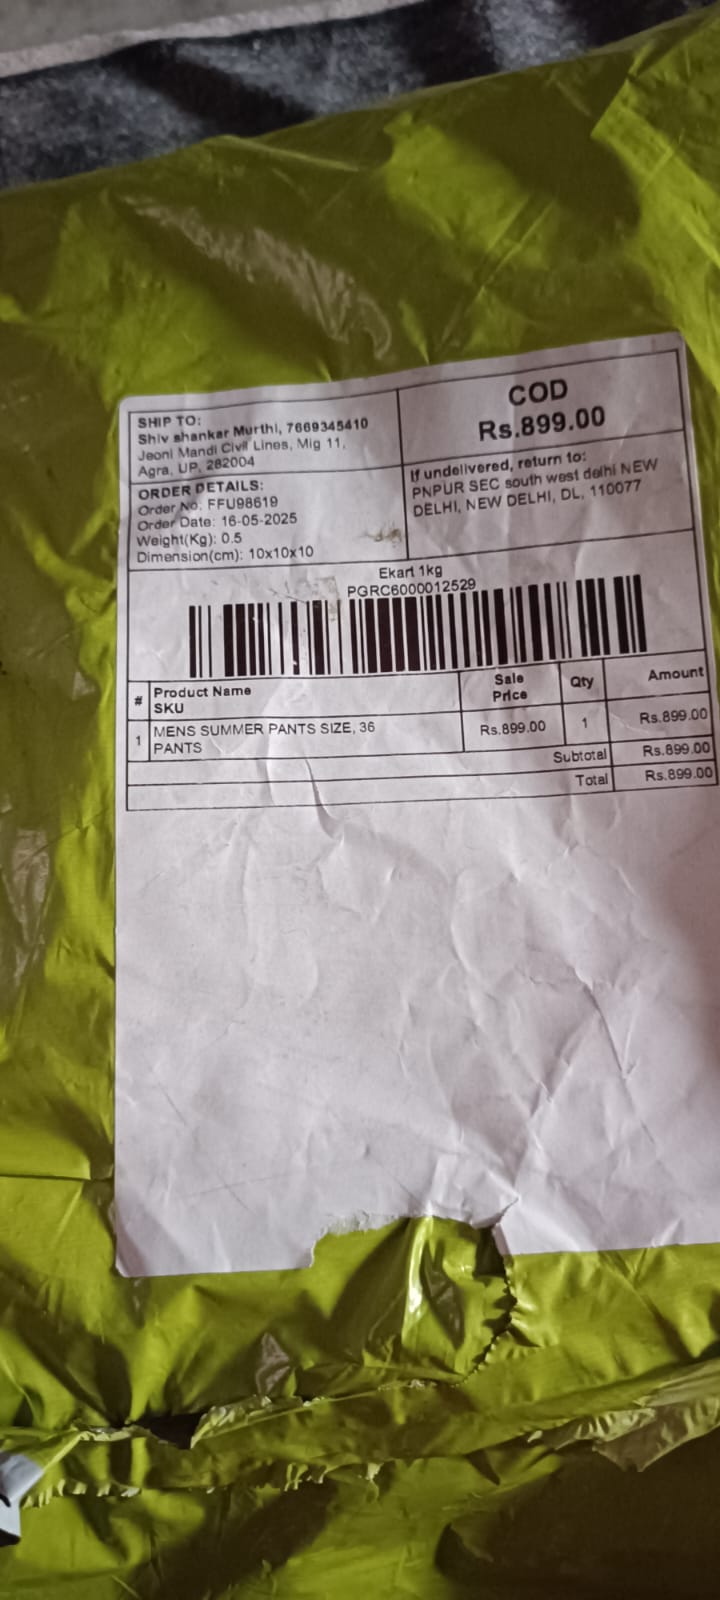 SHIP TO:
Shiv shankar Murthi, 7669345410
Jeoni Mandi Civil Lines, Mig 11,
Agra, UP, 282004
COD
Rs.899.00
ORDER DETAILS:
Order No. FFU98619
Order Date: 16-05-2025
Weight(Kg): 0.5
Dimension(cm): 10x10x10
If undelivered, return to:
PNPUR SEC south west delhi NEW
DELHI, NEW DELHI, DL, 110077
Ekart 1kg
PGRC6000012529
# Product Name SKU Sale Price Qty Amount
1 MENS SUMMER PANTS SIZE, 36 Rs.899.00 1 Rs.899.00
PANTS
Subtotal Rs.899.00
Total Rs.899.00